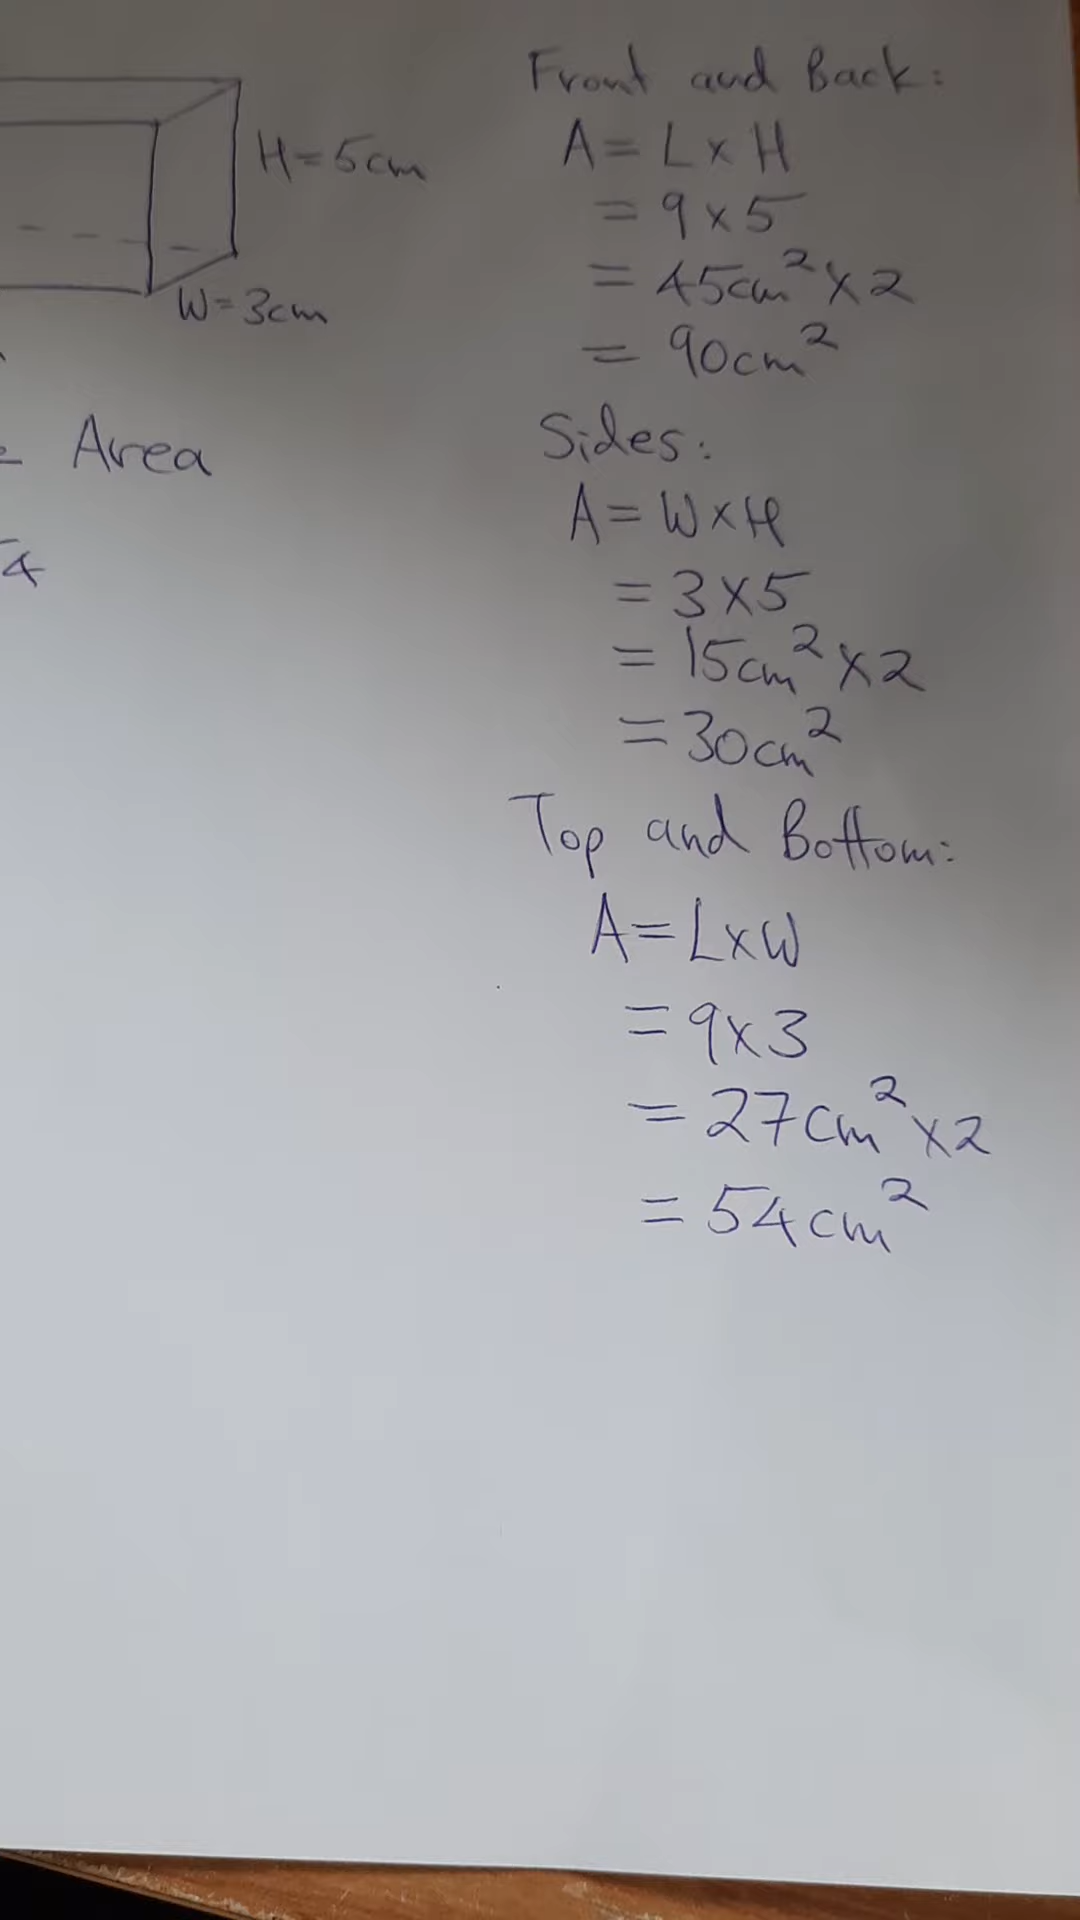 H=5cm
W=3cm
Area
4
Front and Back:
A=L×H
=9×5
=45cm²×2
=90cm²
Sides:
A=W×H
=3×5
=15cm²×2
=30cm²
Top and Bottom:
A=L×W
=9×3
=27cm²×2
=54cm²